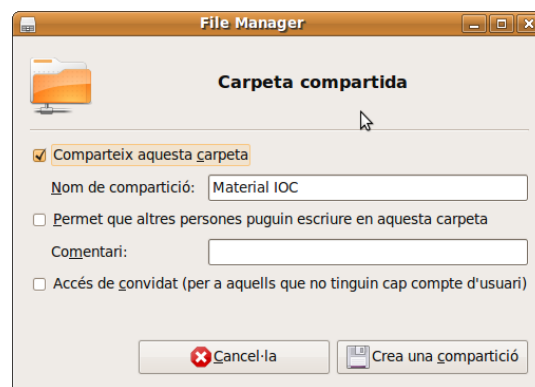 File Manager
Carpeta compartida
Comparteix aquesta carpeta
Nom de compartició: Material IOC
Permet que altres persones puguin escriure en aquesta carpeta
Comentari:
Accés de convidat (per a aquells que no tinguin cap compte d'usuari)
Cancel·la Crea una compartició